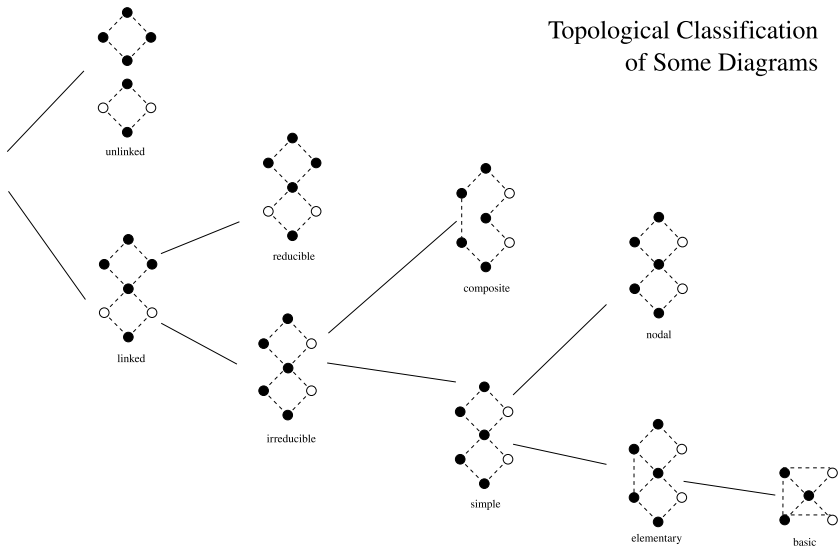 Topological Classification
of Some Diagrams
unlinked
reducible
composite
nodal
linked
irreducible
simple
elementary
basic